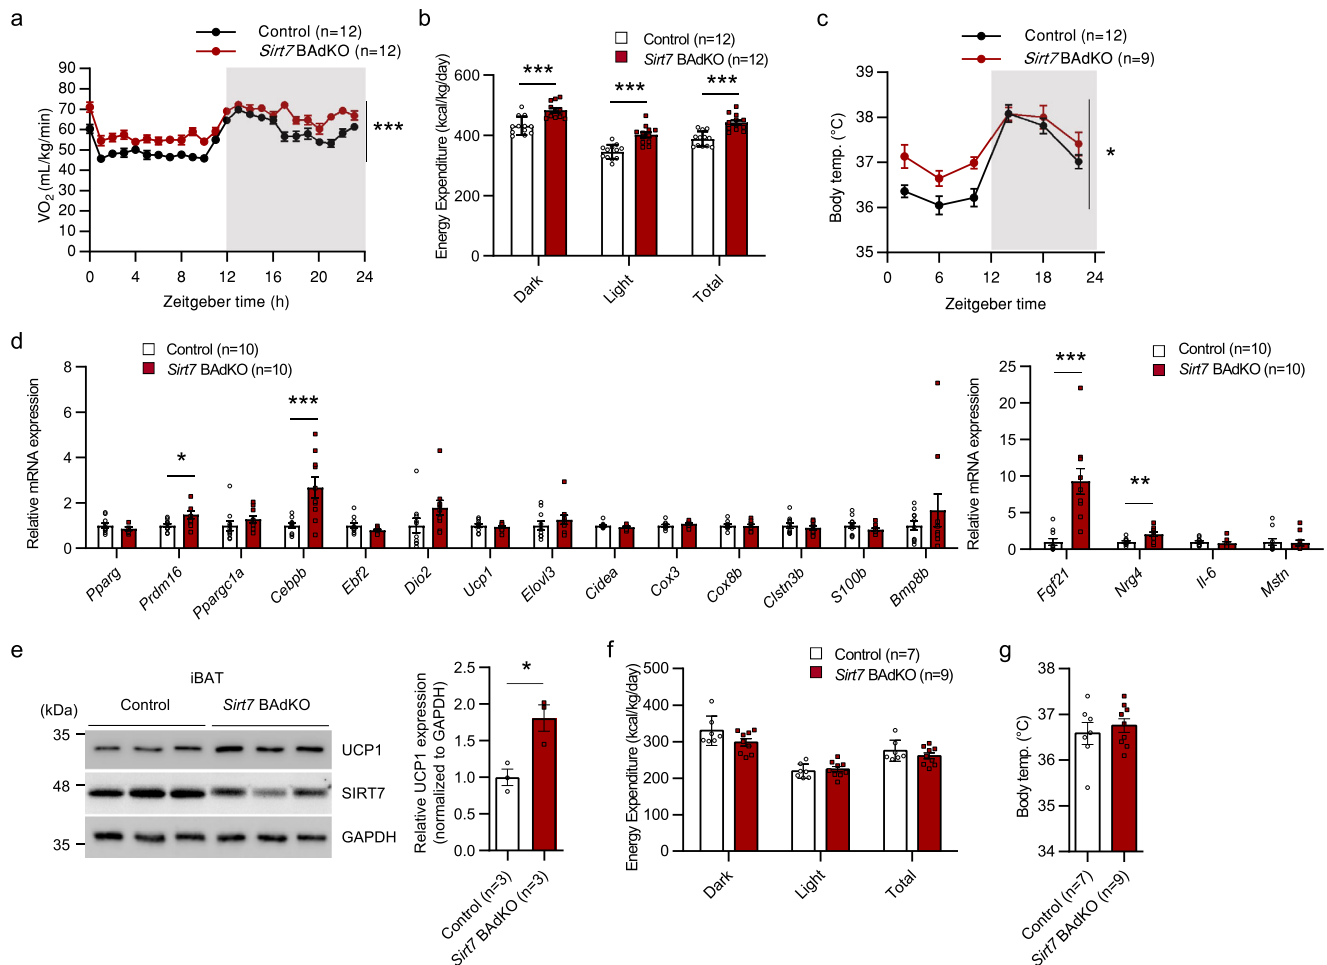 a
Control (n=12)
Sirt7 BAdKO (n=12)
VO2 (mL/kg/min)
90
80
70
60
50
40
30
20
10
0
***
0 4 8 12 16 20 24
Zeitgeber time (h)
b
Control (n=12)
Sirt7 BAdKO (n=12)
Energy Expenditure (kcal/kg/day)
600
400
200
0
*** *** ***
Dark Light Total
c
Control (n=12)
Sirt7 BAdKO (n=9)
Body temp. (°C)
39
38
37
36
35
*
0 6 12 18 24
Zeitgeber time
d
Control (n=10)
Sirt7 BAdKO (n=10)
Relative mRNA expression
8
6
4
2
0
* ***
Pparg Prdm16 Ppargc1a Cebpb Ebf2 Dio2 Ucp1 Elovl3 Cidea Cox3 Cox8b Clstn3b S100b Bmp8b
Control (n=10)
Sirt7 BAdKO (n=10)
Relative mRNA expression
25
20
15
10
5
0
*** **
Fgf21 Nrg4 Il-6 Mstn
e
iBAT
(kDa) Control Sirt7 BAdKO
35 UCP1
48 SIRT7
35 GAPDH
Relative UCP1 expression
(normalized to GAPDH)
2.5
2.0
1.5
1.0
0.5
0.0
*
Control (n=3)
Sirt7 BAdKO (n=3)
f
Control (n=7)
Sirt7 BAdKO (n=9)
Energy Expenditure (kcal/kg/day)
500
400
300
200
100
0
Dark Light Total
g
Body temp. (°C)
38
37
36
35
34
Control (n=7)
Sirt7 BAdKO (n=9)